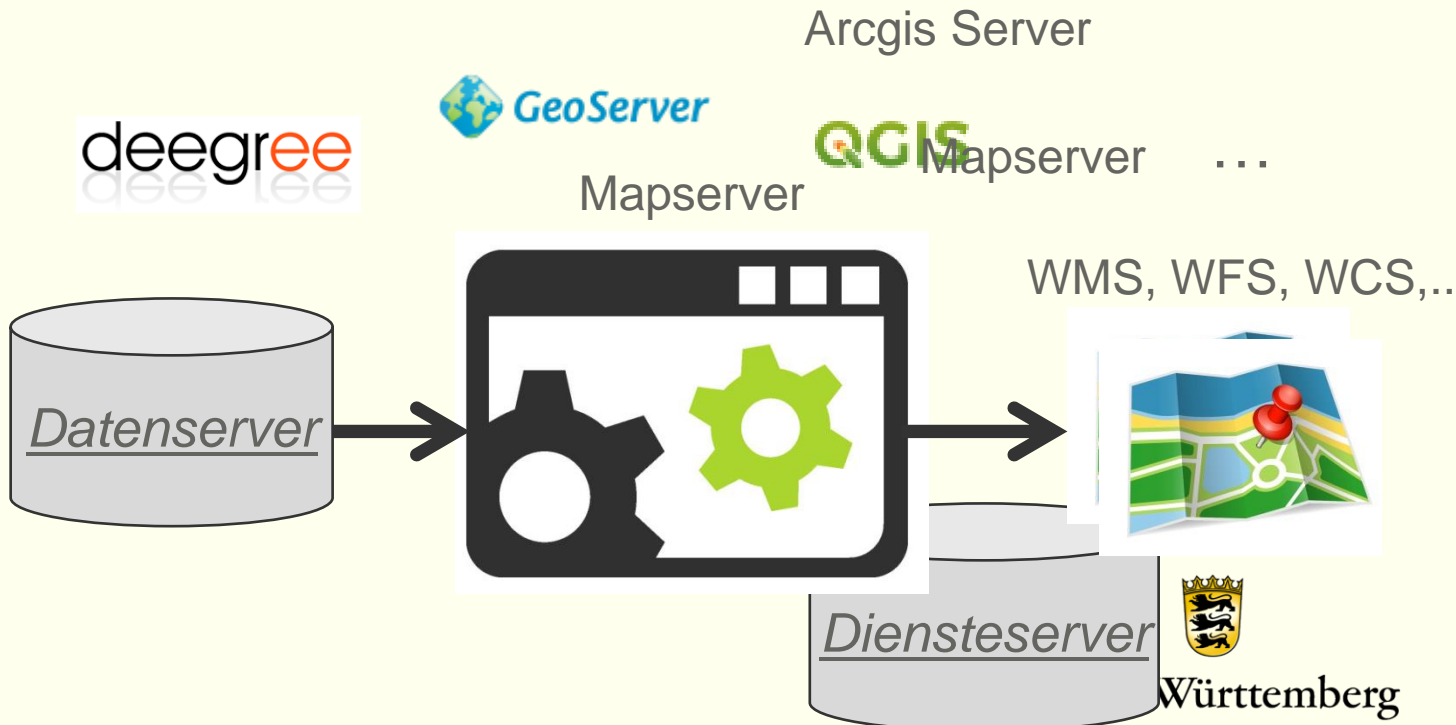 Arcgis Server
GeoServer
deegree
QGIS
Mapserver ...
Mapserver
WMS, WFS, WCS,..
Datenserver
Diensteserver
Württemberg